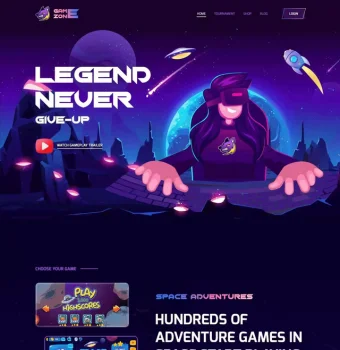 GAME
ZONE
HOME TOURNAMENT SHOP BLOG LOGIN
LEGEND
NEVER
GIVE-UP
WATCH GAMEPLAY TRAILER
CHOOSE YOUR GAME
PLAY
HIGHSCORES
SPACE ADVENTURES
HUNDREDS OF
ADVENTURE GAMES IN